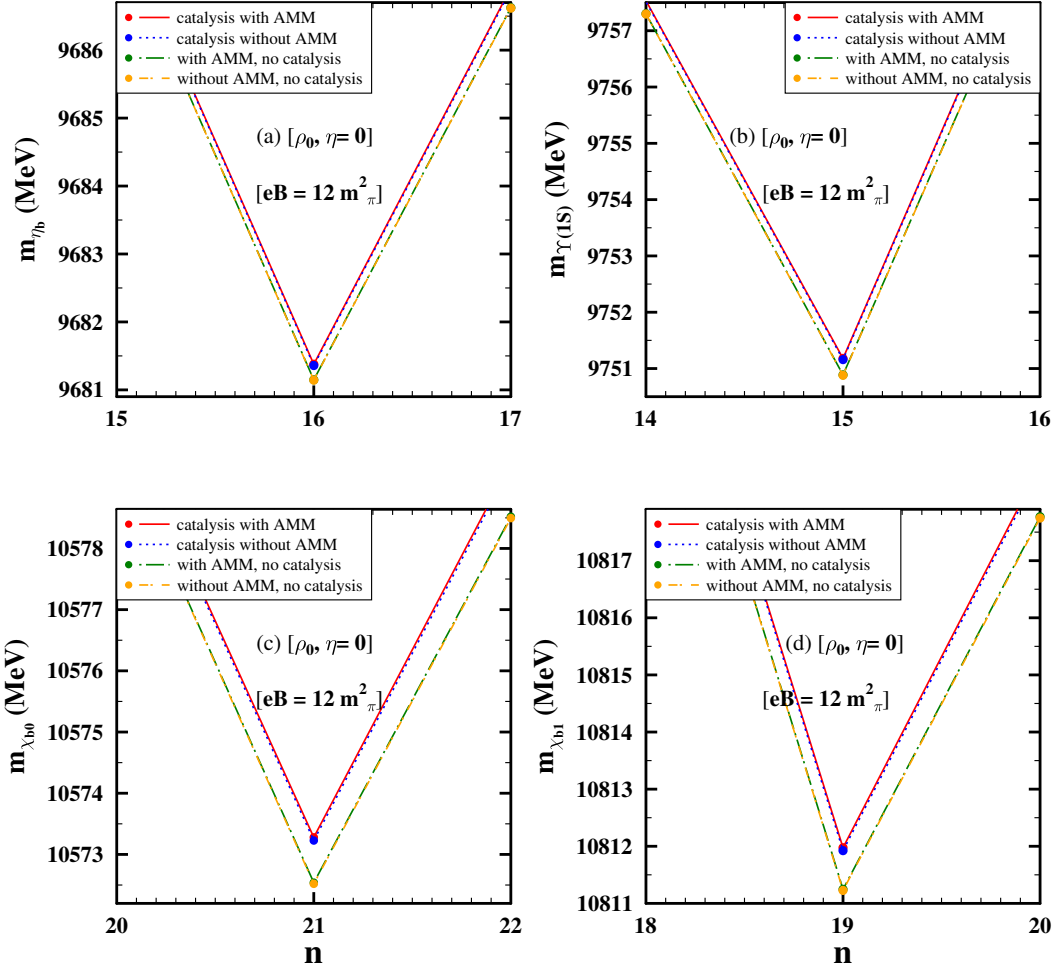 9686
9685
9684
9683
9682
9681
m_ηb (MeV)
catalysis with AMM
catalysis without AMM
with AMM, no catalysis
without AMM, no catalysis
(a) [ρ0, η= 0]
[eB = 12 m²π]
15 16 17
9757
9756
9755
9754
9753
9752
9751
m_Υ(1S) (MeV)
catalysis with AMM
catalysis without AMM
with AMM, no catalysis
without AMM, no catalysis
(b) [ρ0, η= 0]
[eB = 12 m²π]
14 15 16
10578
10577
10576
10575
10574
10573
m_χb0 (MeV)
catalysis with AMM
catalysis without AMM
with AMM, no catalysis
without AMM, no catalysis
(c) [ρ0, η= 0]
[eB = 12 m²π]
20 21 22
n
10817
10816
10815
10814
10813
10812
10811
m_χb1 (MeV)
catalysis with AMM
catalysis without AMM
with AMM, no catalysis
without AMM, no catalysis
(d) [ρ0, η= 0]
[eB = 12 m²π]
18 19 20
n